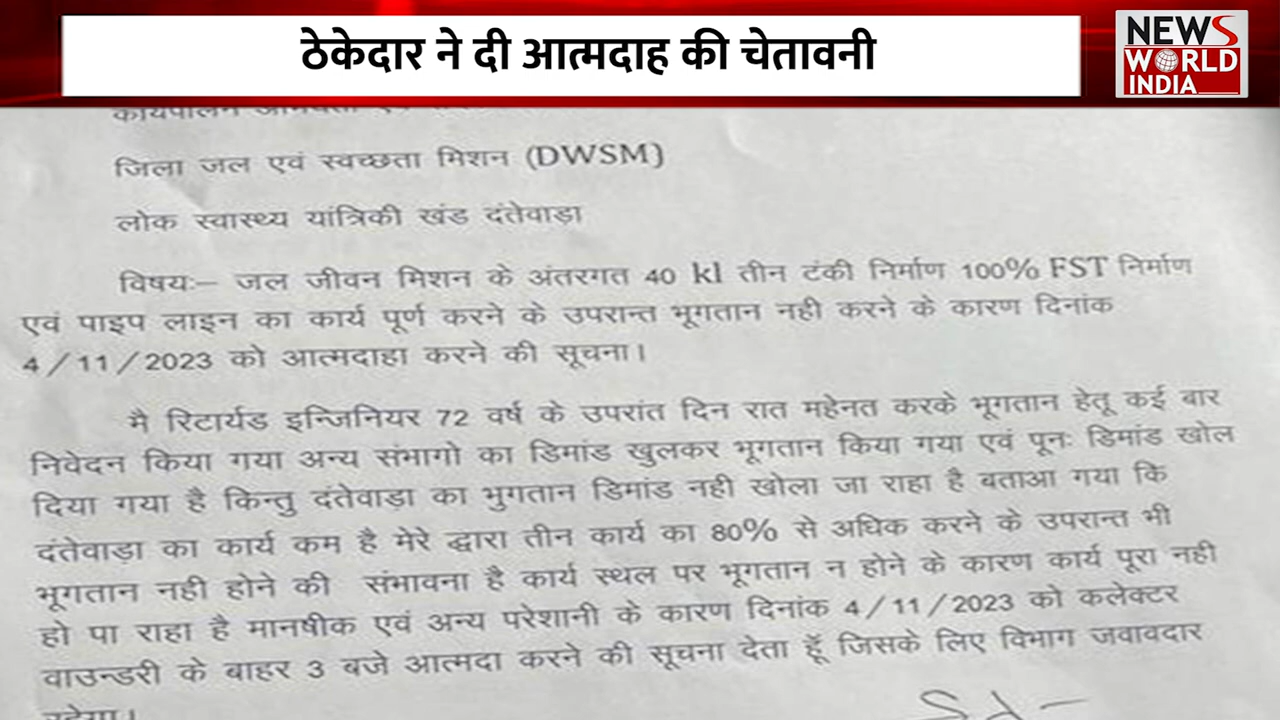 ठेकेदार ने दी आत्मदाह की चेतावनी
NEWS
WORLD
INDIA
जिला जल एवं स्वच्छता मिशन (DWSM)
लोक स्वास्थ्य यांत्रिकी खंड दंतेवाड़ा
विषयः– जल जीवन मिशन के अंतरगत 40 kl तीन टंकी निर्माण 100% FST निर्माण
एवं पाइप लाइन का कार्य पूर्ण करने के उपरान्त भूगतान नही करने के कारण दिनांक
4/11/2023 को आत्मदाहा करने की सूचना।
मै रिटार्यड इन्जिनियर 72 वर्ष के उपरांत दिन रात महेनत करके भूगतान हेतू कई बार
निवेदन किया गया अन्य संभागो का डिमांड खुलकर भूगतान किया गया एवं पूनः डिमांड खोल
दिया गया है किन्तु दंतेवाड़ा का भुगतान डिमांड नही खोला जा राहा है बताआ गया कि
दंतेवाड़ा का कार्य कम है मेरे द्धारा तीन कार्य का 80% से अधिक करने के उपरान्त भी
भूगतान नही होने की संभावना है कार्य स्थल पर भूगतान न होने के कारण कार्य पूरा नही
हो पा राहा है मानषीक एवं अन्य परेशानी के कारण दिनांक 4/11/2023 को कलेक्टर
वाउन्डरी के बाहर 3 बजे आत्मदा करने की सूचना देता हूँ जिसके लिए विभाग जवावदार
रहेगा।